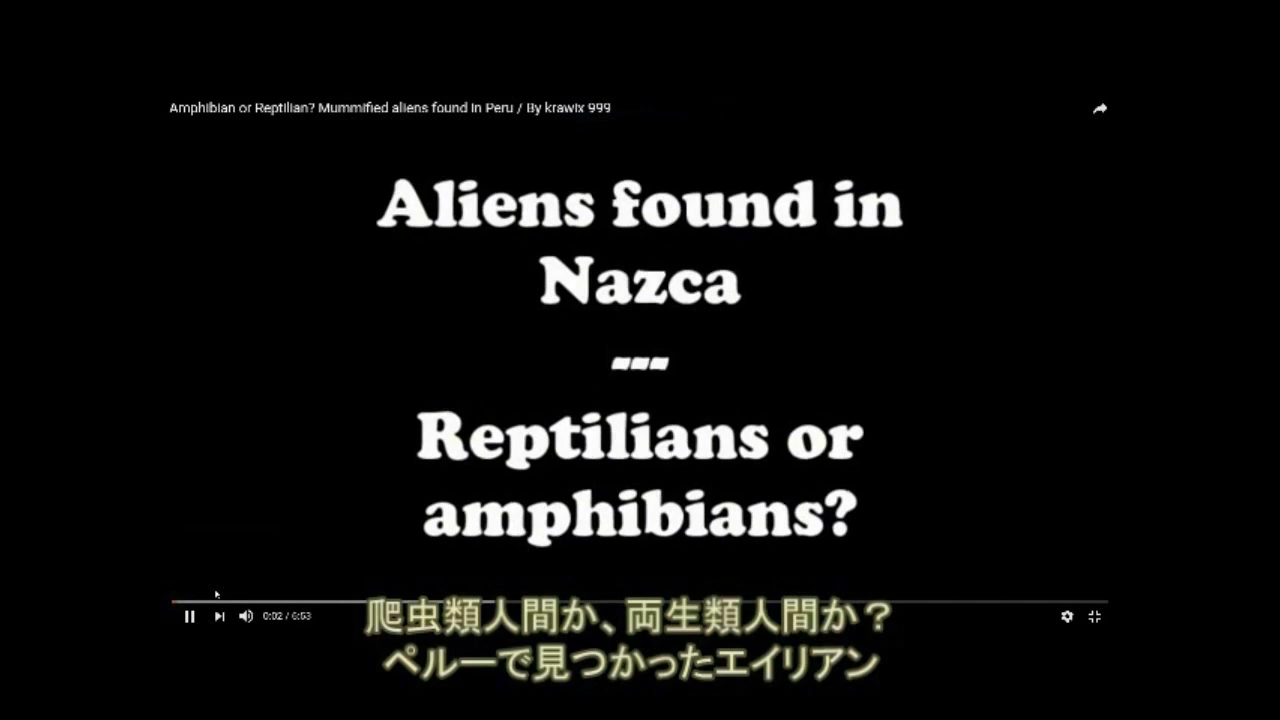 Amphibian or Reptilian? Mummified aliens found in Peru / By krawix 999
Aliens found in
Nazca
---
Reptilians or
amphibians?
0:02 / 6:53
爬虫類人間か、両生類人間か？
ペルーで見つかったエイリアン